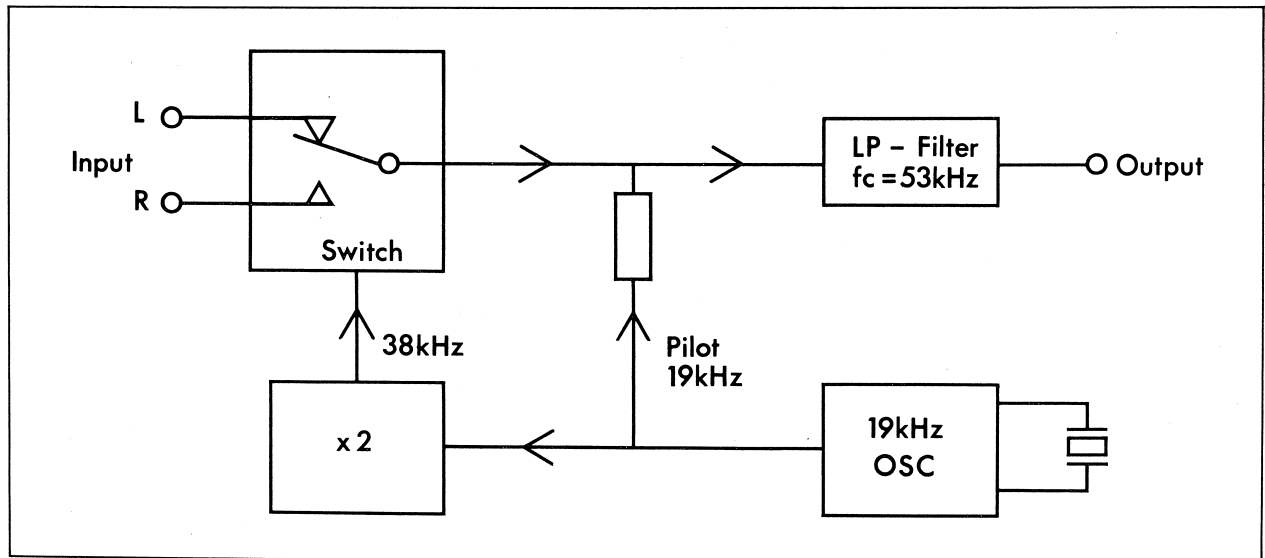 L
Input
R
Switch
38kHz
x 2
Pilot
19kHz
LP – Filter
fc = 53kHz
Output
19kHz
OSC